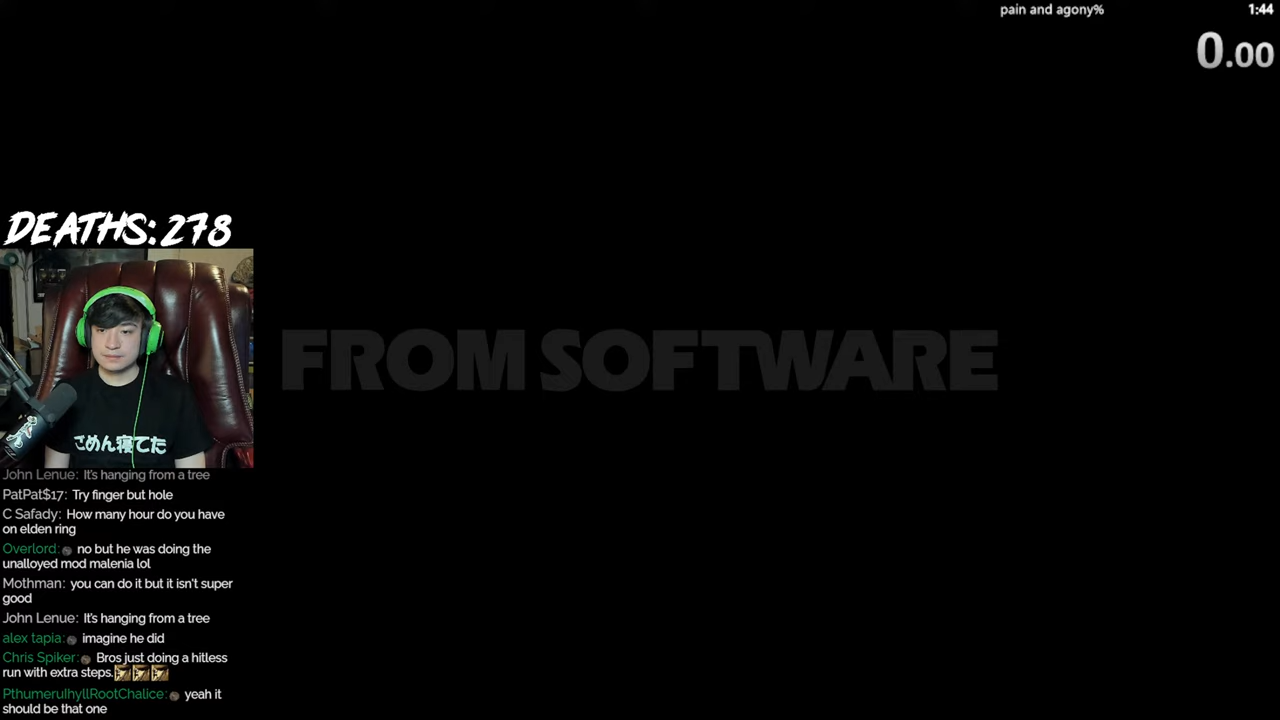 pain and agony%
1:44
0.00
DEATHS: 278
FROMSOFTWARE
ごめん寝てた
John Lenue: It's hanging from a tree
PatPat$17: Try finger but hole
C Safady: How many hour do you have
on elden ring
Overlord: no but he was doing the
unalloyed mod malenia lol
Mothman: you can do it but it isn't super
good
John Lenue: It's hanging from a tree
alex tapia: imagine he did
Chris Spiker: Bros just doing a hitless
run with extra steps.
PthumeruIhyllRootChalice: yeah it
should be that one